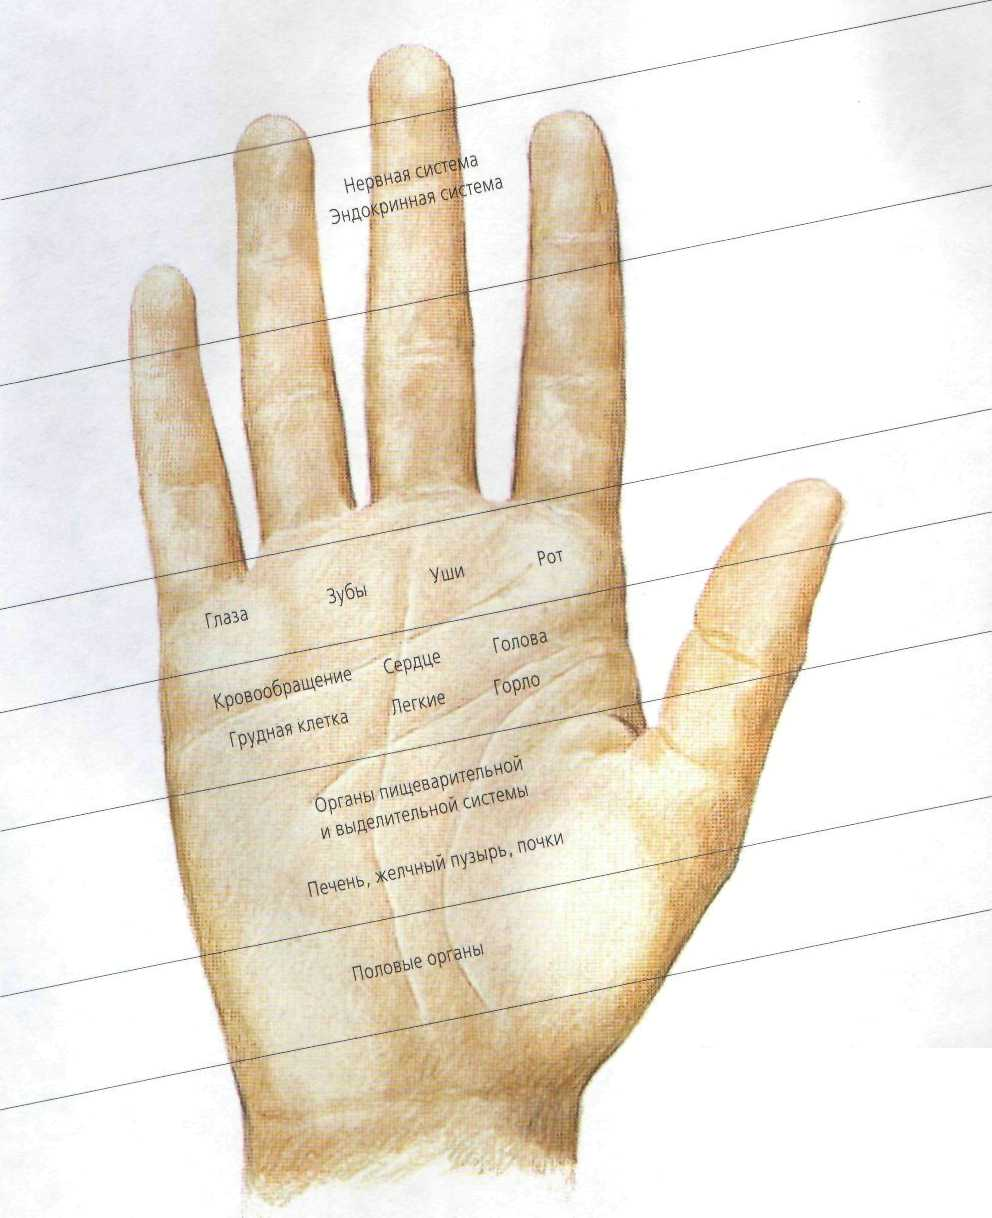 Нервная система
Эндокринная система
Глаза Зубы Уши Рот
Кровообращение Сердце Голова
Грудная клетка Легкие Горло
Органы пищеварительной
и выделительной системы
Печень, желчный пузырь, почки
Половые органы